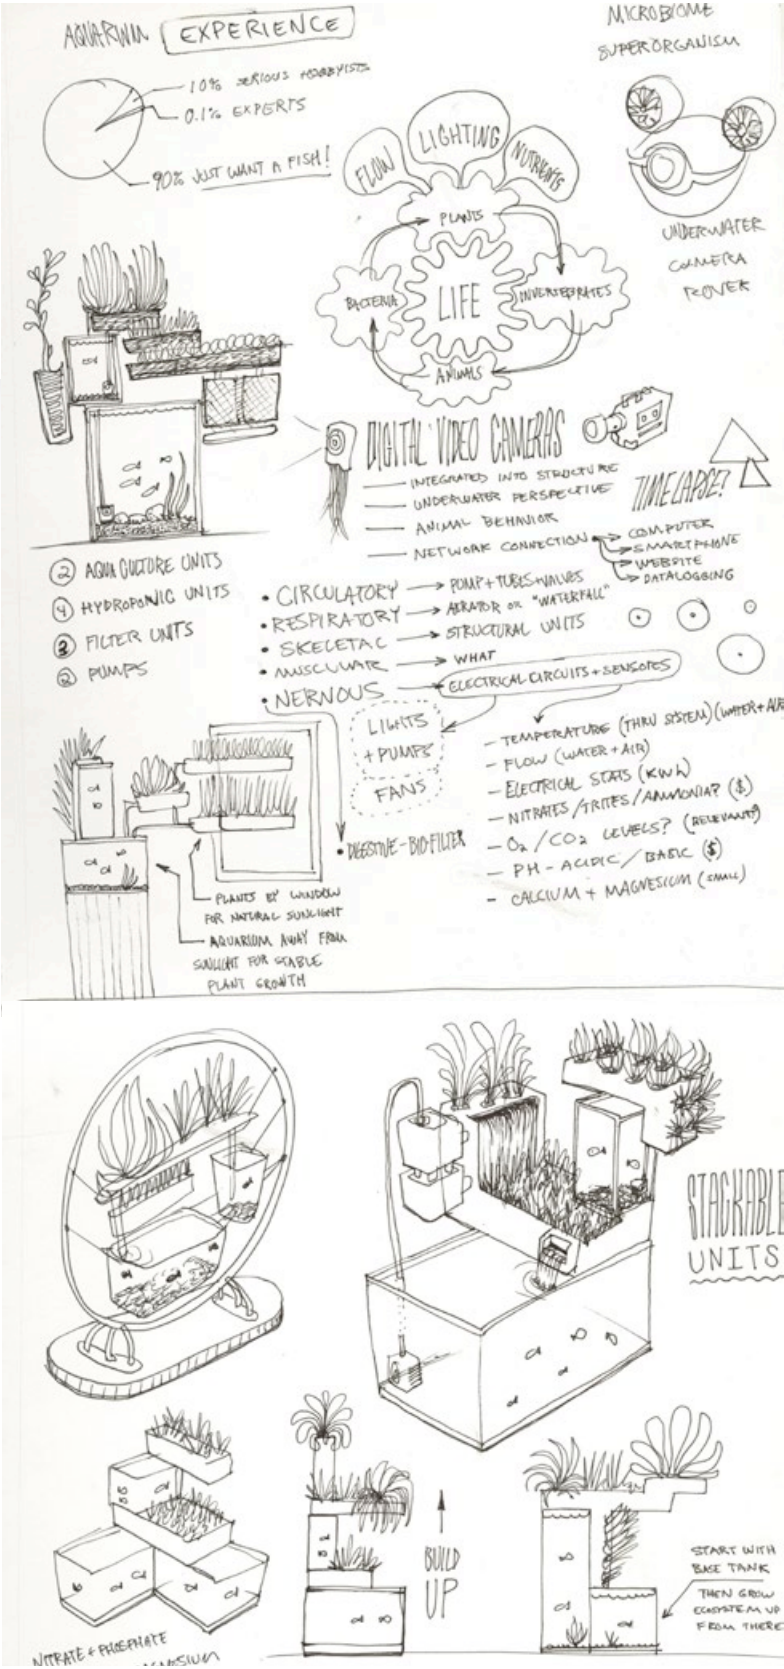 AQUARIUM EXPERIENCE
10% SERIOUS HOBBYISTS
0.1% EXPERTS
90% JUST WANT A FISH!
MICROBIOME
SUPERORGANISM
FLOW
LIGHTING
NUTRIENTS
PLANTS
BACTERIA
LIFE
INVERTEBRATES
ANIMALS
UNDERWATER
CAMERA
ROVER
DIGITAL VIDEO CAMERAS
INTEGRATED INTO STRUCTURE
UNDERWATER PERSPECTIVE
ANIMAL BEHAVIOR
NETWORK CONNECTION
TIMELAPSE?
COMPUTER
SMARTPHONE
WEBSITE
DATALOGGING
2 AQUACULTURE UNITS
4 HYDROPONIC UNITS
3 FILTER UNITS
2 PUMPS
• CIRCULATORY → PUMP + TUBES + VALVES
• RESPIRATORY → AERATOR OR "WATERFALL"
• SKELETAL → STRUCTURAL UNITS
• MUSCULAR → WHAT
• NERVOUS → ELECTRICAL CIRCUITS + SENSORS
LIGHTS
+ PUMPS
FANS
- TEMPERATURE (THRU SYSTEM) (WATER + AIR
- FLOW (WATER + AIR)
- ELECTRICAL STATS (KWh)
- NITRATES/TRITES/AMMONIA? ($)
- O2 / CO2 LEVELS? (RELEVANT?)
- PH - ACIDIC / BASIC ($)
- CALCIUM + MAGNESIUM (SMALL)
• DIGESTIVE - BIO-FILTER
PLANTS BY WINDOW
FOR NATURAL SUNLIGHT
AQUARIUM AWAY FROM
SUNLIGHT FOR STABLE
PLANT GROWTH
STACKABLE
UNITS
BUILD
UP
START WITH
BASE TANK
THEN GROW
ECOSYSTEM UP
FROM THERE
NITRATE + PHOSPHATE